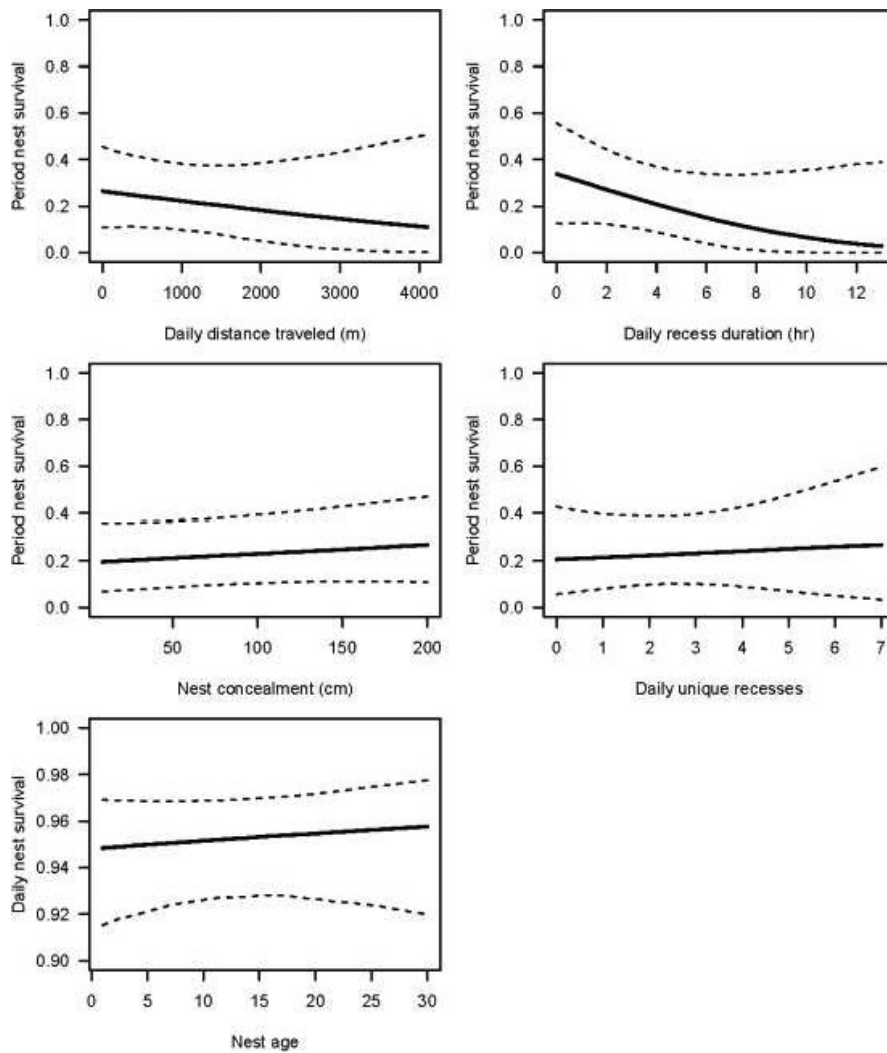 Period nest survival
1.0
0.8
0.6
0.4
0.2
0.0
0 1000 2000 3000 4000
Daily distance traveled (m)
Period nest survival
1.0
0.8
0.6
0.4
0.2
0.0
0 2 4 6 8 10 12
Daily recess duration (hr)
Period nest survival
1.0
0.8
0.6
0.4
0.2
0.0
50 100 150 200
Nest concealment (cm)
Period nest survival
1.0
0.8
0.6
0.4
0.2
0.0
0 1 2 3 4 5 6 7
Daily unique recesses
Daily nest survival
1.00
0.98
0.96
0.94
0.92
0.90
0 5 10 15 20 25 30
Nest age